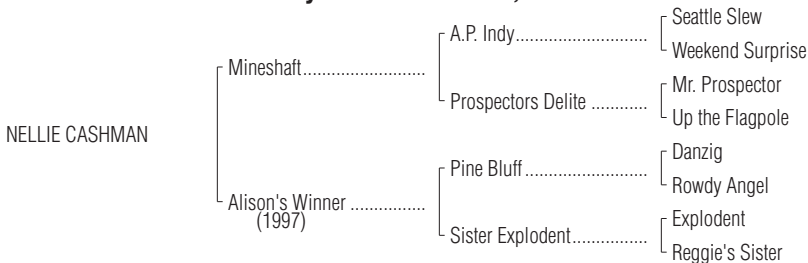 Seattle Slew
A.P. Indy............................
Weekend Surprise
Mineshaft..........................
Mr. Prospector
Prospectors Delite ............
Up the Flagpole
NELLIE CASHMAN
Danzig
Pine Bluff..........................
Rowdy Angel
Alison's Winner ................
(1997)
Explodent
Sister Explodent................
Reggie's Sister